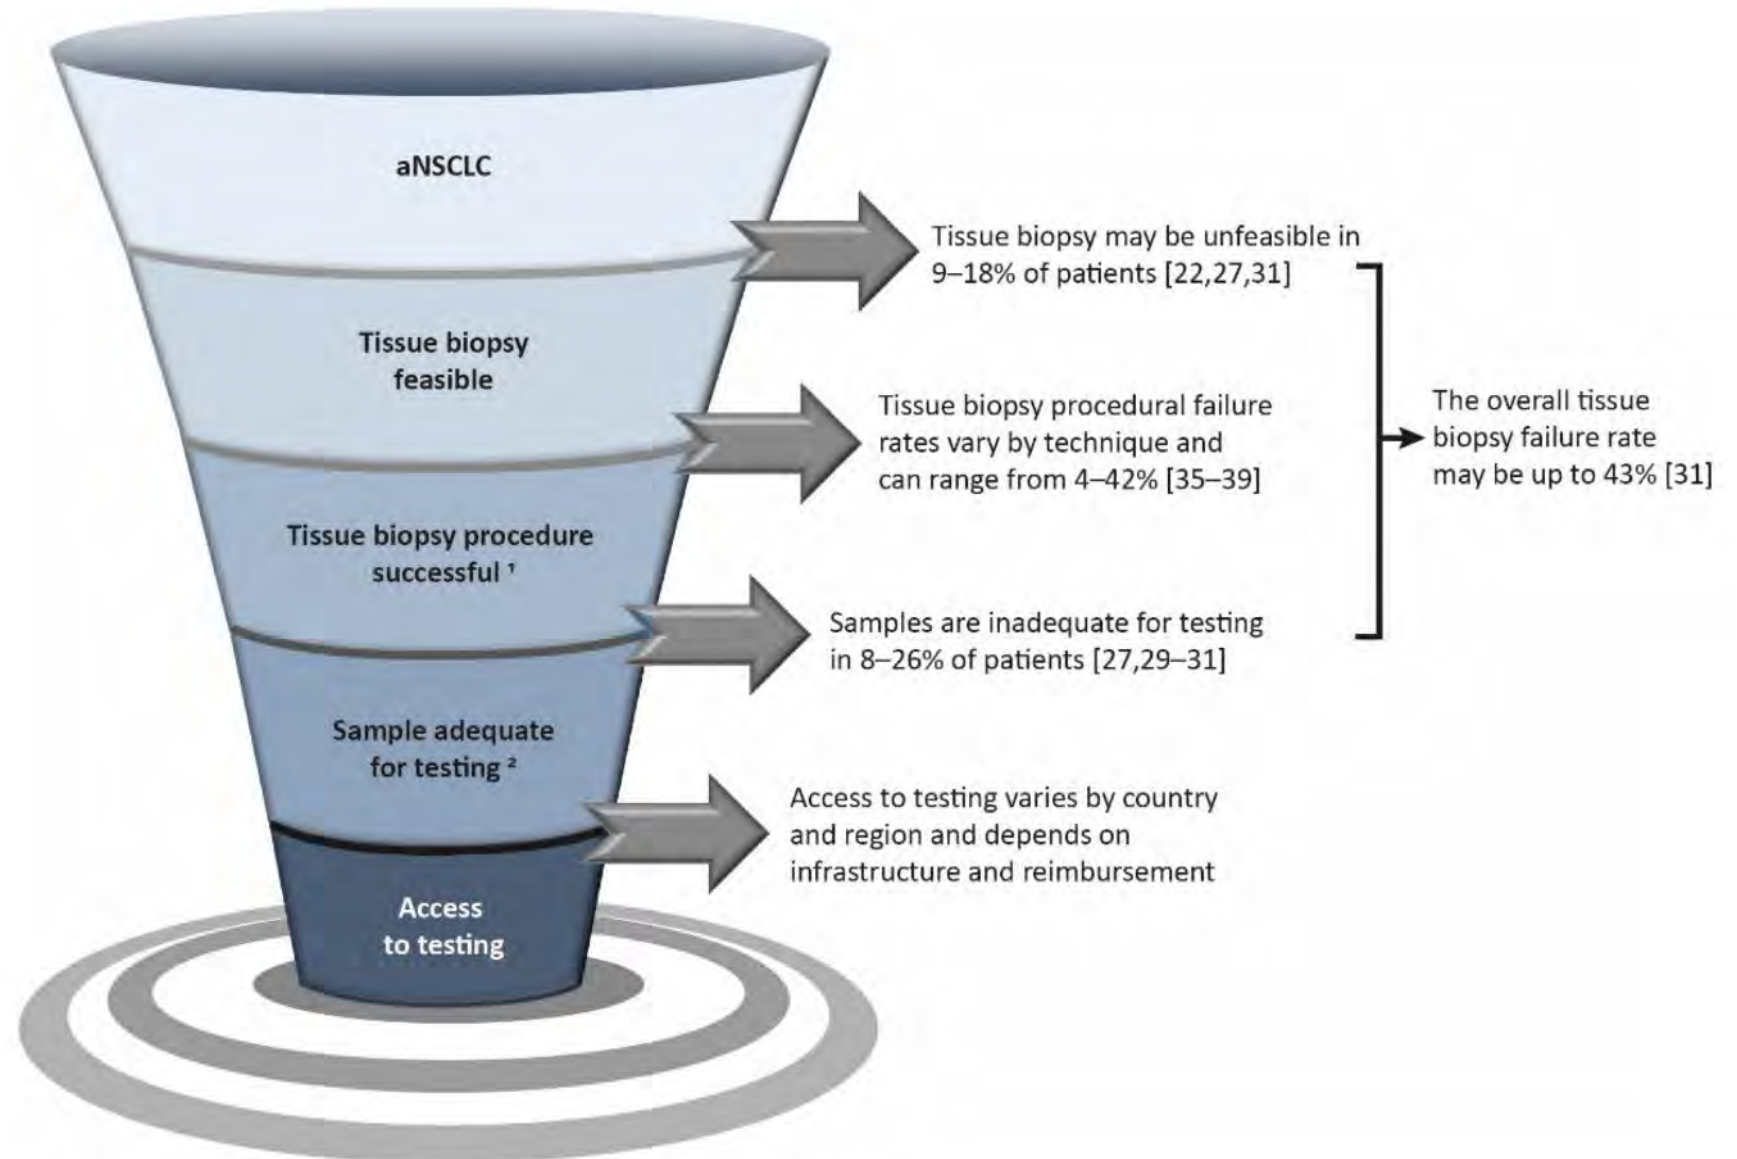 aNSCLC
Tissue biopsy may be unfeasible in
9–18% of patients [22,27,31]
Tissue biopsy
feasible
Tissue biopsy procedural failure
rates vary by technique and
can range from 4–42% [35–39]
The overall tissue
biopsy failure rate
may be up to 43% [31]
Tissue biopsy procedure
successful ¹
Samples are inadequate for testing
in 8–26% of patients [27,29–31]
Sample adequate
for testing ²
Access to testing varies by country
and region and depends on
infrastructure and reimbursement
Access
to testing